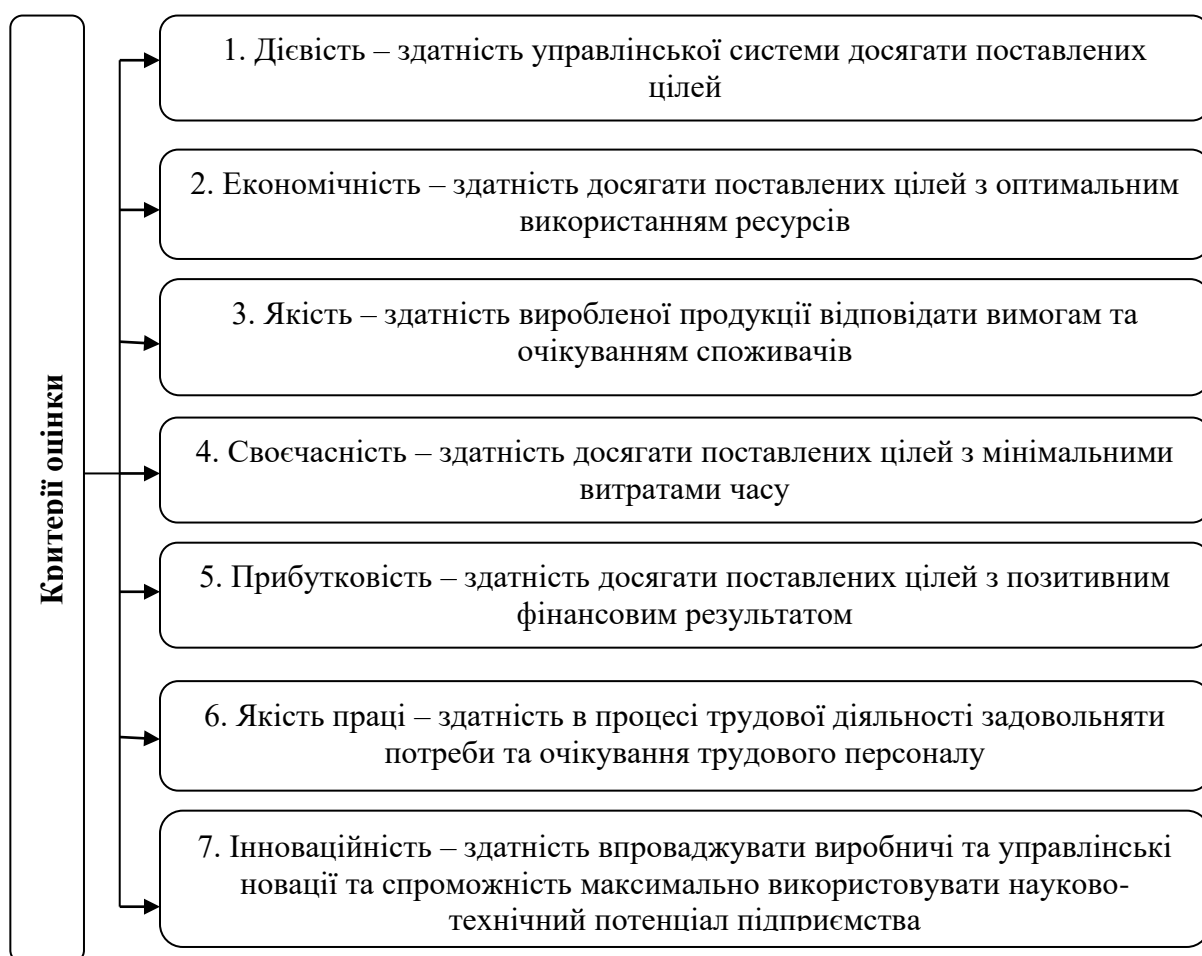 Критерії оцінки
1. Дієвість – здатність управлінської системи досягати поставлених
цілей
2. Економічність – здатність досягати поставлених цілей з оптимальним
використанням ресурсів
3. Якість – здатність виробленої продукції відповідати вимогам та
очікуванням споживачів
4. Своєчасність – здатність досягати поставлених цілей з мінімальними
витратами часу
5. Прибутковість – здатність досягати поставлених цілей з позитивним
фінансовим результатом
6. Якість праці – здатність в процесі трудової діяльності задовольняти
потреби та очікування трудового персоналу
7. Інноваційність – здатність впроваджувати виробничі та управлінські
новації та спроможність максимально використовувати науково-
технічний потенціал підприємства